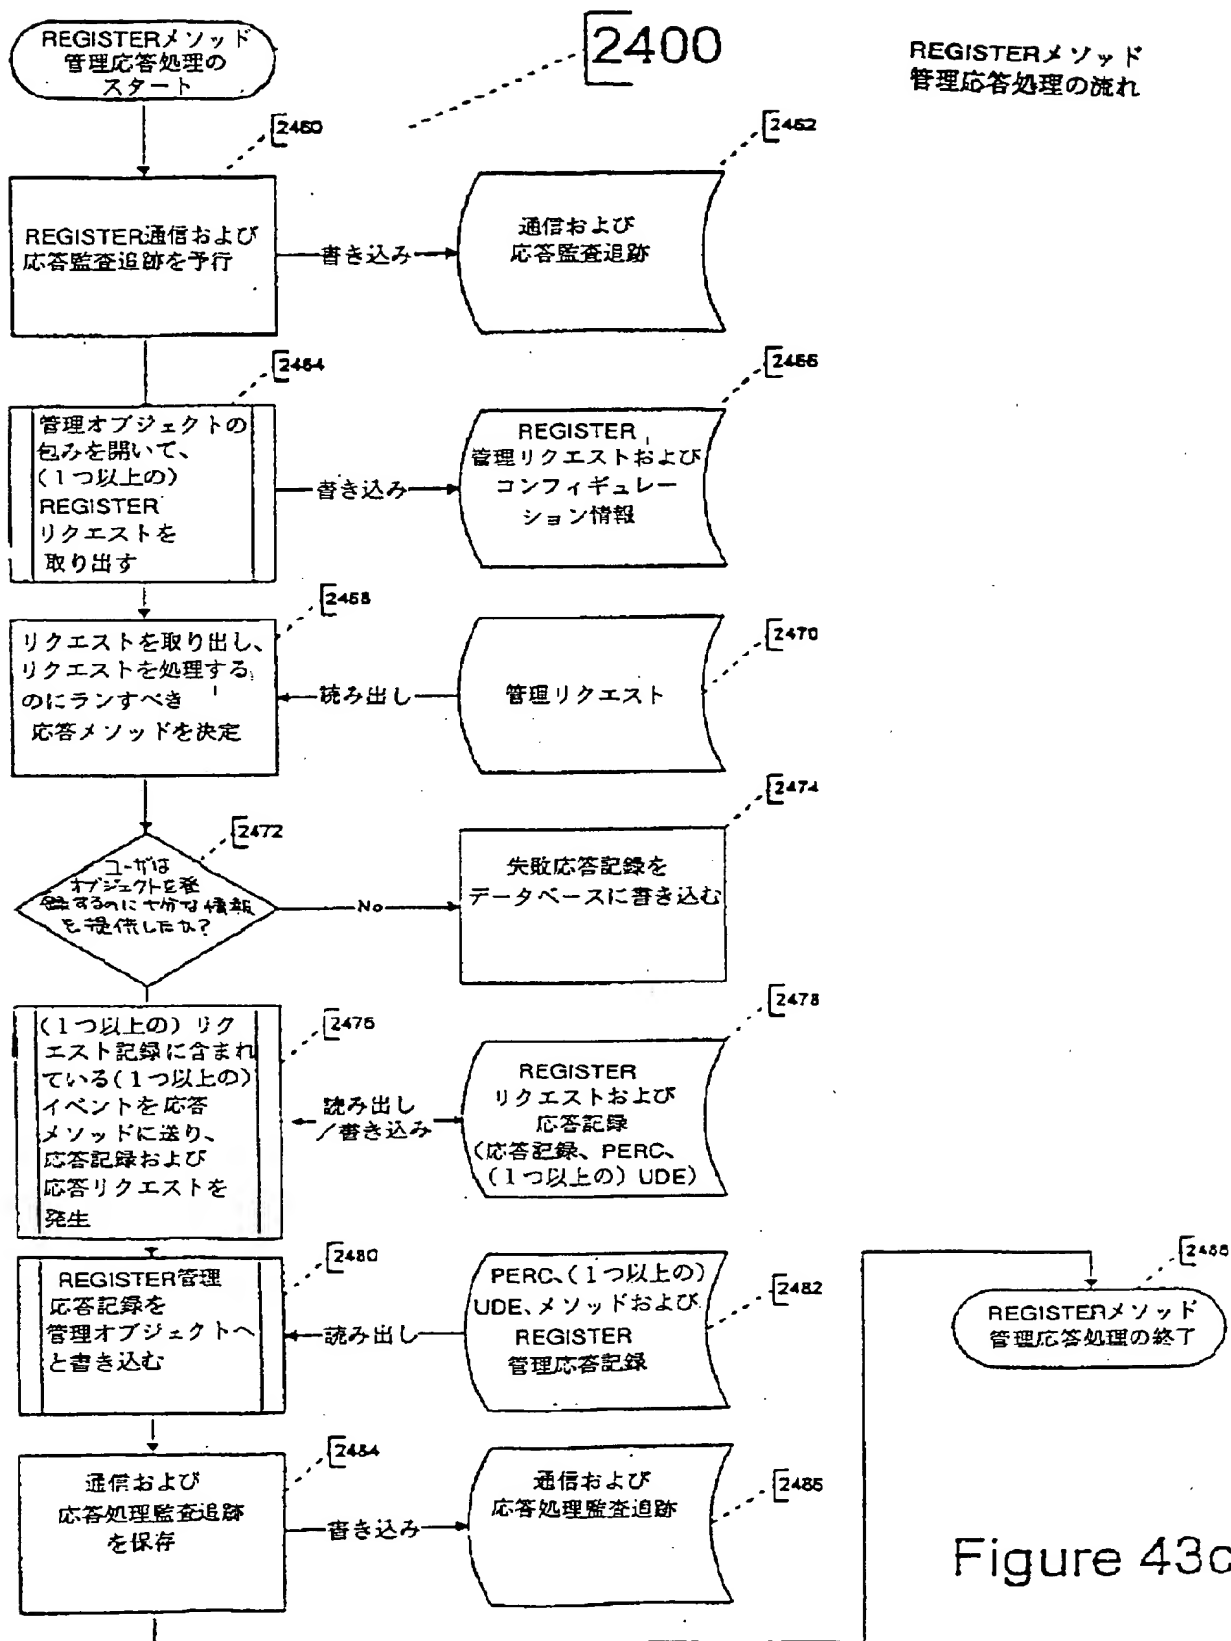 REGISTERメソッド
管理応答処理の
スタート
2400
REGISTERメソッド
管理応答処理の流れ
2460
2462
REGISTER通信および
応答監査追跡を予行
書き込み
通信および
応答監査追跡
2464
2466
管理オブジェクトの
包みを開いて、
(1つ以上の)
REGISTER
リクエストを
取り出す
書き込み
REGISTER
管理リクエストおよび
コンフィギュレー
ション情報
2468
2470
リクエストを取り出し、
リクエストを処理する
のにランすべき
応答メソッドを決定
読み出し
管理リクエスト
2472
2474
ユーザは
オブジェクトを登
録するのに十分な情報
を提供したか?
No
失敗応答記録を
データベースに書き込む
2476
2478
(1つ以上の) リク
エスト記録に含まれ
ている(1つ以上の)
イベントを応答
メソッドに送り、
応答記録および
応答リクエストを
発生
読み出し
/書き込み
REGISTER
リクエストおよび
応答記録
(応答記録、PERC、
(1つ以上の) UDE)
2480
2482
REGISTER管理
応答記録を
管理オブジェクトへ
と書き込む
読み出し
PERC、(1つ以上の)
UDE、メソッドおよび
REGISTER
管理応答記録
2488
REGISTERメソッド
管理応答処理の終了
2484
2486
通信および
応答処理監査追跡
を保存
書き込み
通信および
応答処理監査追跡
Figure 43c